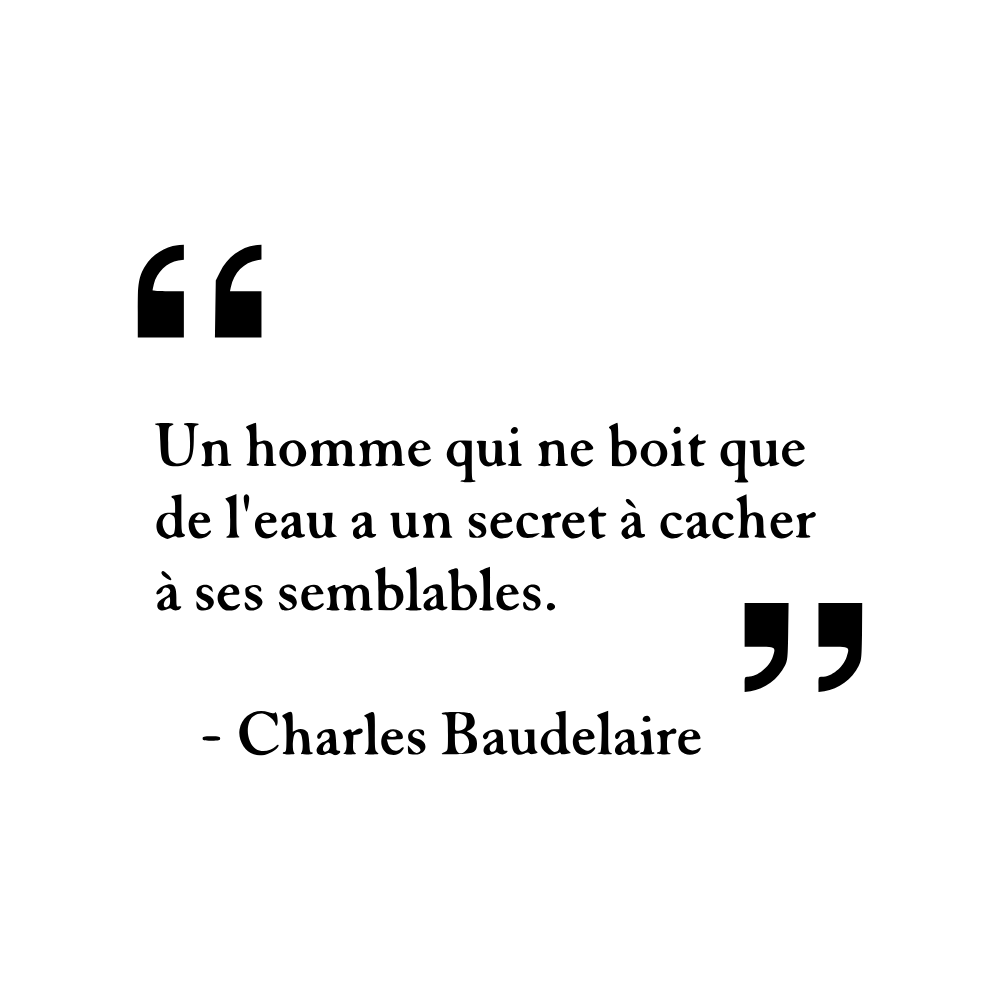 “
Un homme qui ne boit que
de l'eau a un secret à cacher
à ses semblables.
”
- Charles Baudelaire